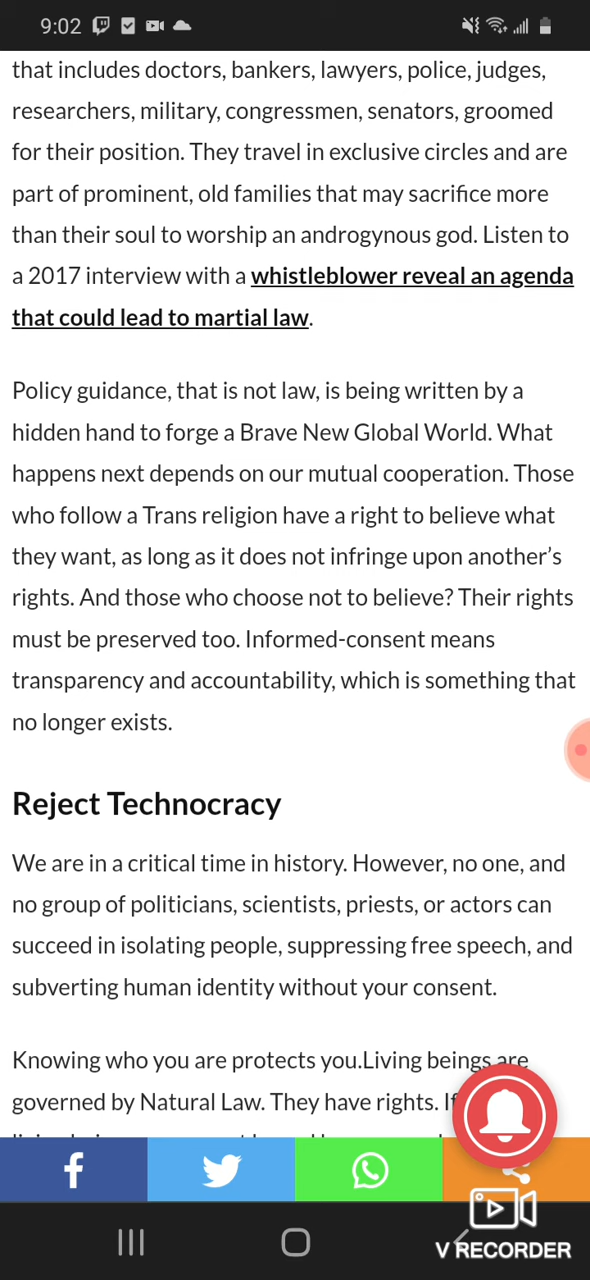 9:02
that includes doctors, bankers, lawyers, police, judges,
researchers, military, congressmen, senators, groomed
for their position. They travel in exclusive circles and are
part of prominent, old families that may sacrifice more
than their soul to worship an androgynous god. Listen to
a 2017 interview with a whistleblower reveal an agenda
that could lead to martial law.
Policy guidance, that is not law, is being written by a
hidden hand to forge a Brave New Global World. What
happens next depends on our mutual cooperation. Those
who follow a Trans religion have a right to believe what
they want, as long as it does not infringe upon another’s
rights. And those who choose not to believe? Their rights
must be preserved too. Informed-consent means
transparency and accountability, which is something that
no longer exists.
Reject Technocracy
We are in a critical time in history. However, no one, and
no group of politicians, scientists, priests, or actors can
succeed in isolating people, suppressing free speech, and
subverting human identity without your consent.
Knowing who you are protects you.Living beings are
governed by Natural Law. They have rights. If
V RECORDER